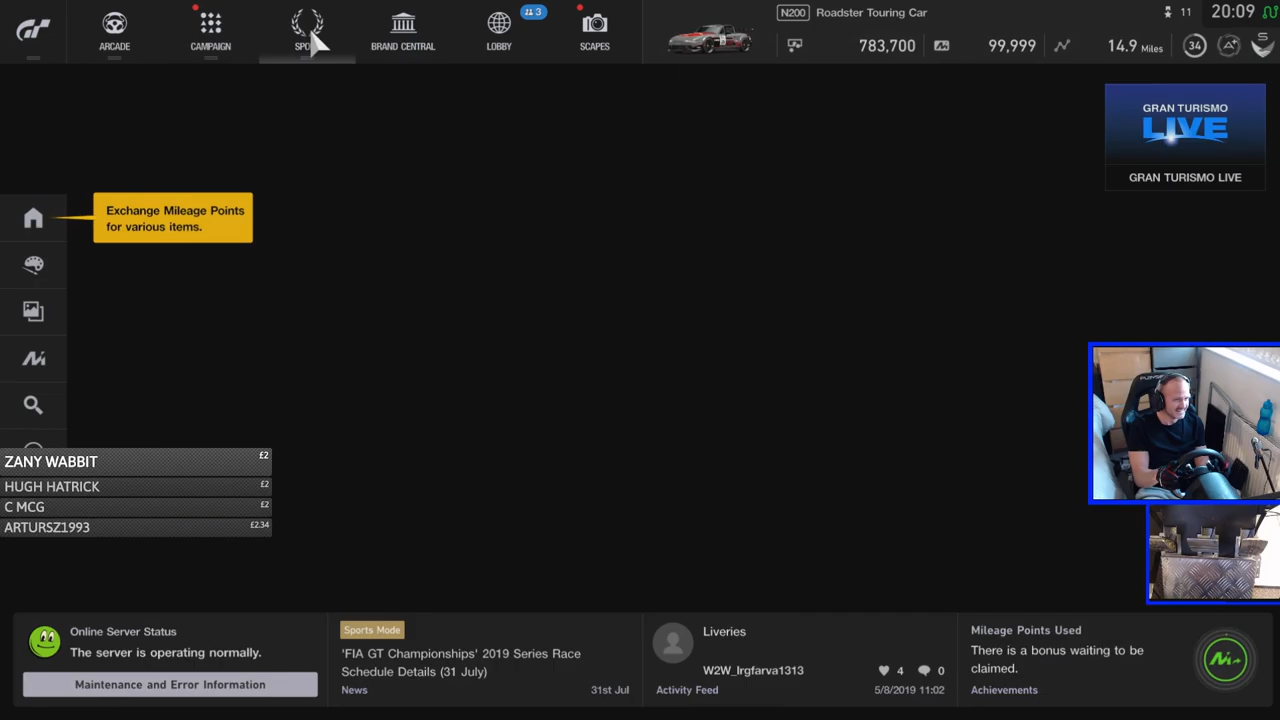 ARCADE
CAMPAIGN
SPO
BRAND CENTRAL
LOBBY
3
SCAPES
N200 Roadster Touring Car
11
20:09
783,700
99,999
14.9 Miles
34
A+
S
GRAN TURISMO
LIVE
GRAN TURISMO LIVE
Exchange Mileage Points
for various items.
ZANY WABBIT £2
HUGH HATRICK £2
C MCG £2
ARTURSZ1993 £2.34
Online Server Status
The server is operating normally.
Maintenance and Error Information
Sports Mode
'FIA GT Championships' 2019 Series Race
Schedule Details (31 July)
News 31st Jul
Liveries
W2W_lrgfarva1313
4 0
Activity Feed 5/8/2019 11:02
Mileage Points Used
There is a bonus waiting to be
claimed.
Achievements